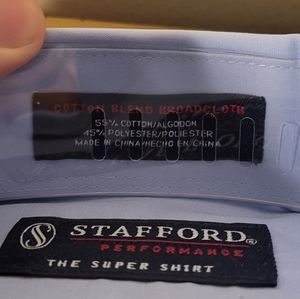 COTTON BLEND BROADCLOTH
55% COTTON/ALGODON
45% POLYESTER/POLIESTER
MADE IN CHINA/HECHO EN CHINA
S STAFFORD®
PERFORMANCE
THE SUPER SHIRT